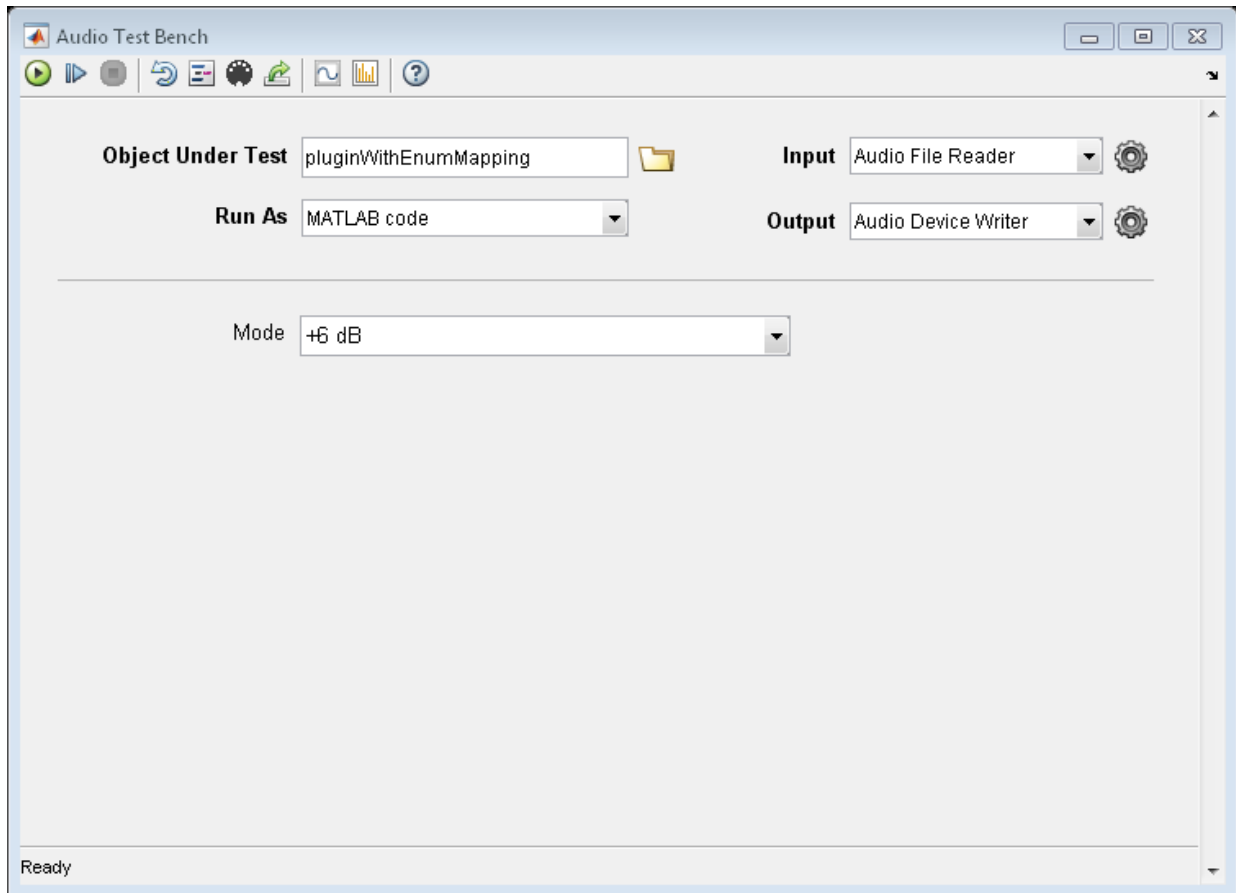 Audio Test Bench
Object Under Test pluginWithEnumMapping Input Audio File Reader
Run As MATLAB code Output Audio Device Writer
Mode +6 dB
Ready